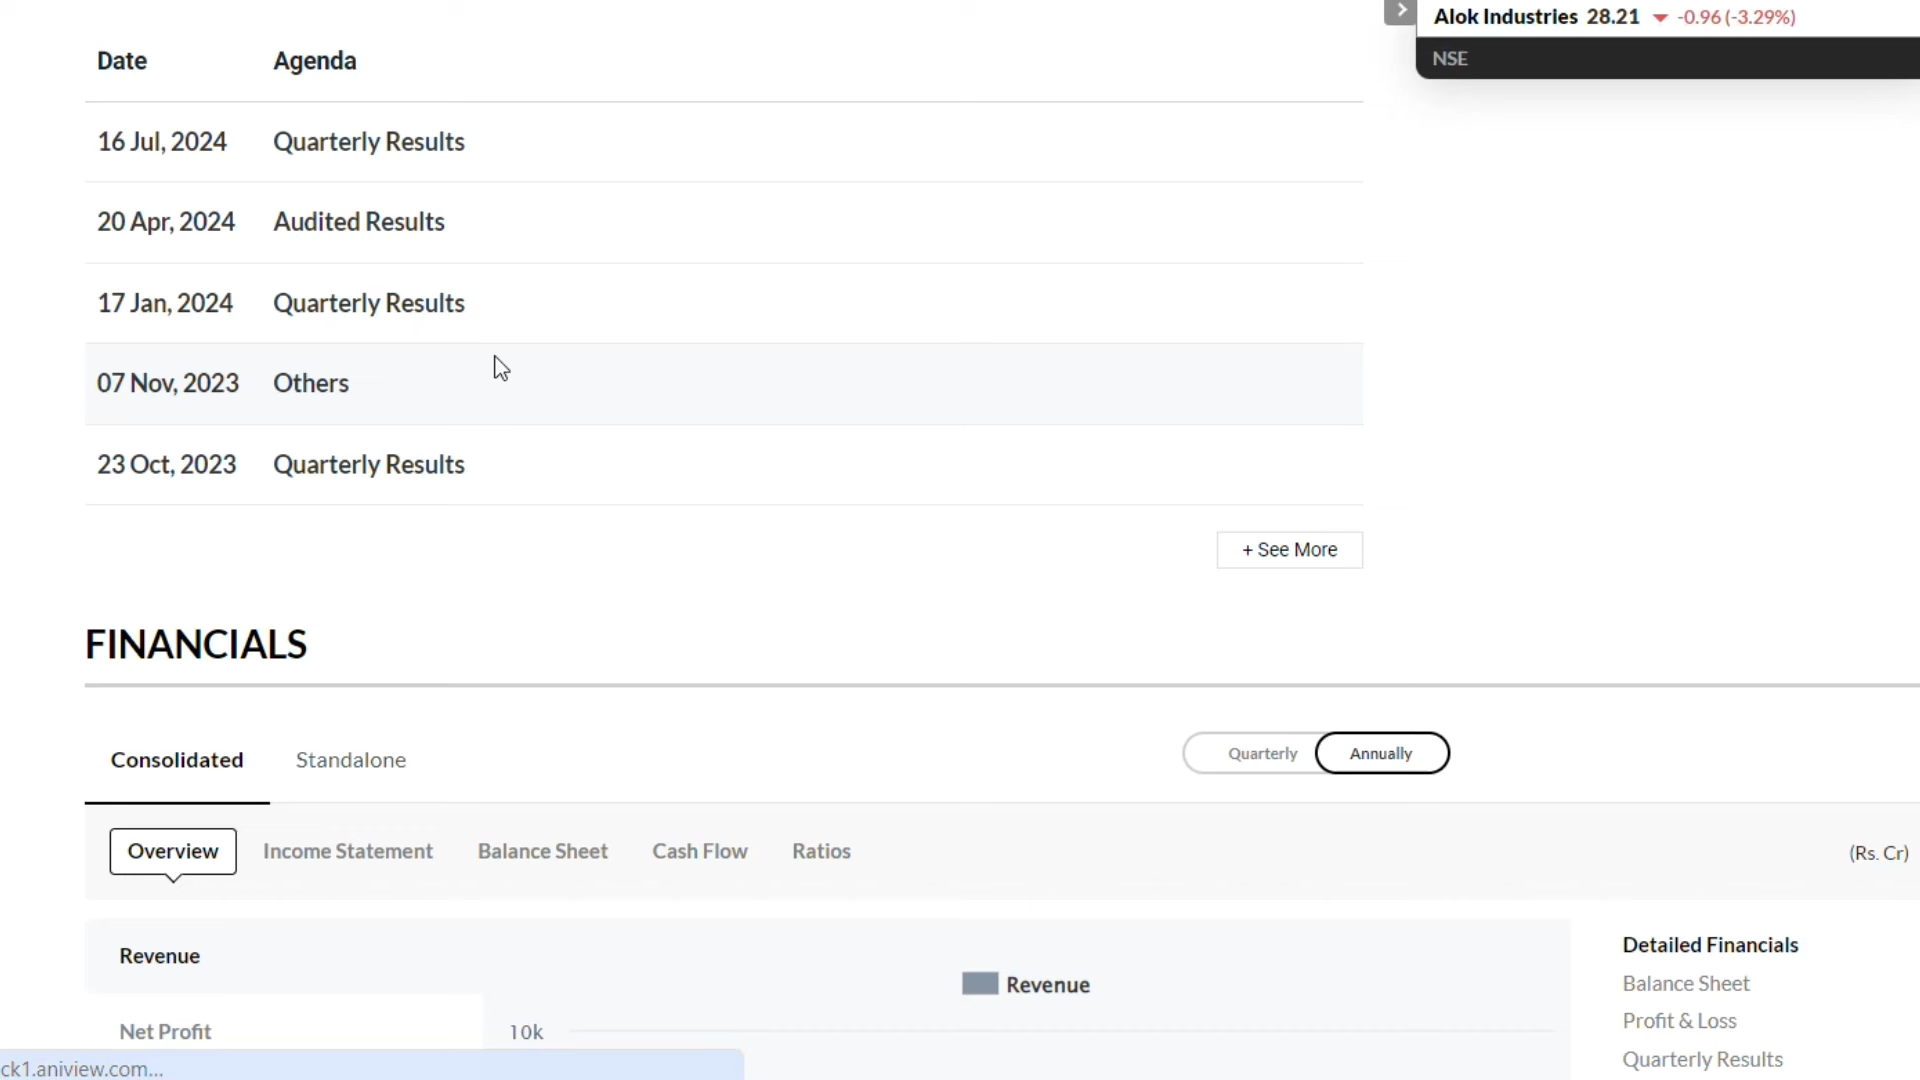 Alok Industries 28.21 -0.96 (-3.29%)
NSE
Date Agenda
16 Jul, 2024 Quarterly Results
20 Apr, 2024 Audited Results
17 Jan, 2024 Quarterly Results
07 Nov, 2023 Others
23 Oct, 2023 Quarterly Results
+ See More
FINANCIALS
Consolidated Standalone Quarterly Annually
Overview Income Statement Balance Sheet Cash Flow Ratios (Rs. Cr)
Revenue
Net Profit
Revenue
10k
Detailed Financials
Balance Sheet
Profit & Loss
Quarterly Results
ck1.aniview.com...